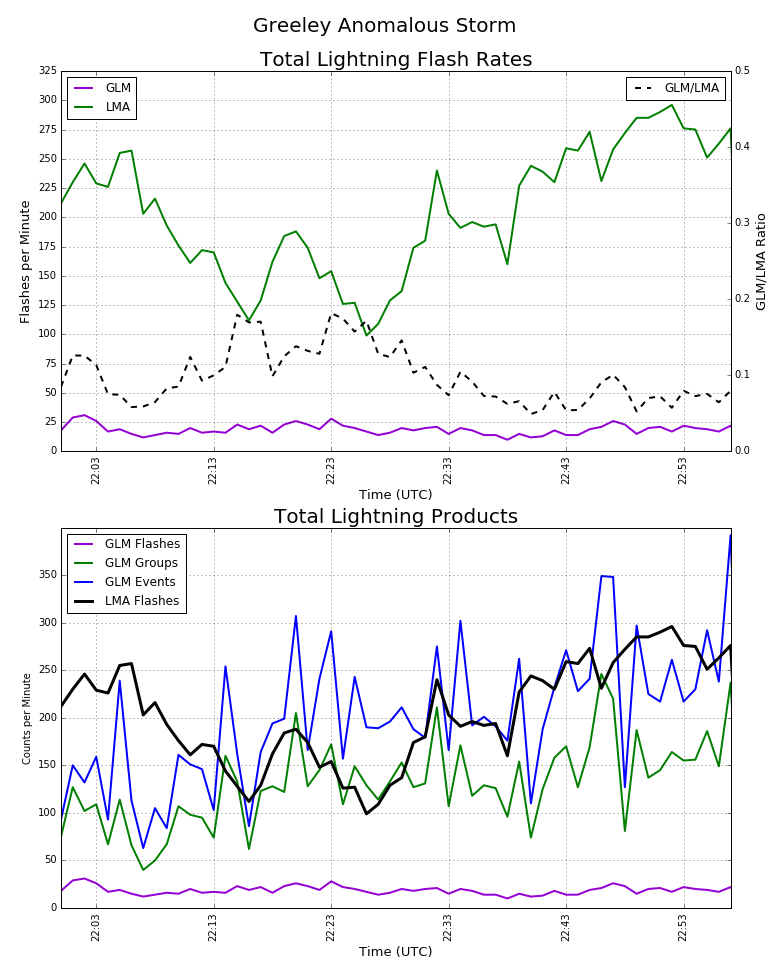 Greeley Anomalous Storm
Total Lightning Flash Rates
GLM
LMA
GLM/LMA
325
300
275
250
225
200
175
150
125
100
75
50
25
0
Flashes per Minute
0.5
0.4
0.3
0.2
0.1
0.0
GLM/LMA Ratio
22:03
22:13
22:23
22:33
22:43
22:53
Time (UTC)
Total Lightning Products
GLM Flashes
GLM Groups
GLM Events
LMA Flashes
350
300
250
200
150
100
50
0
Counts per Minute
22:03
22:13
22:23
22:33
22:43
22:53
Time (UTC)